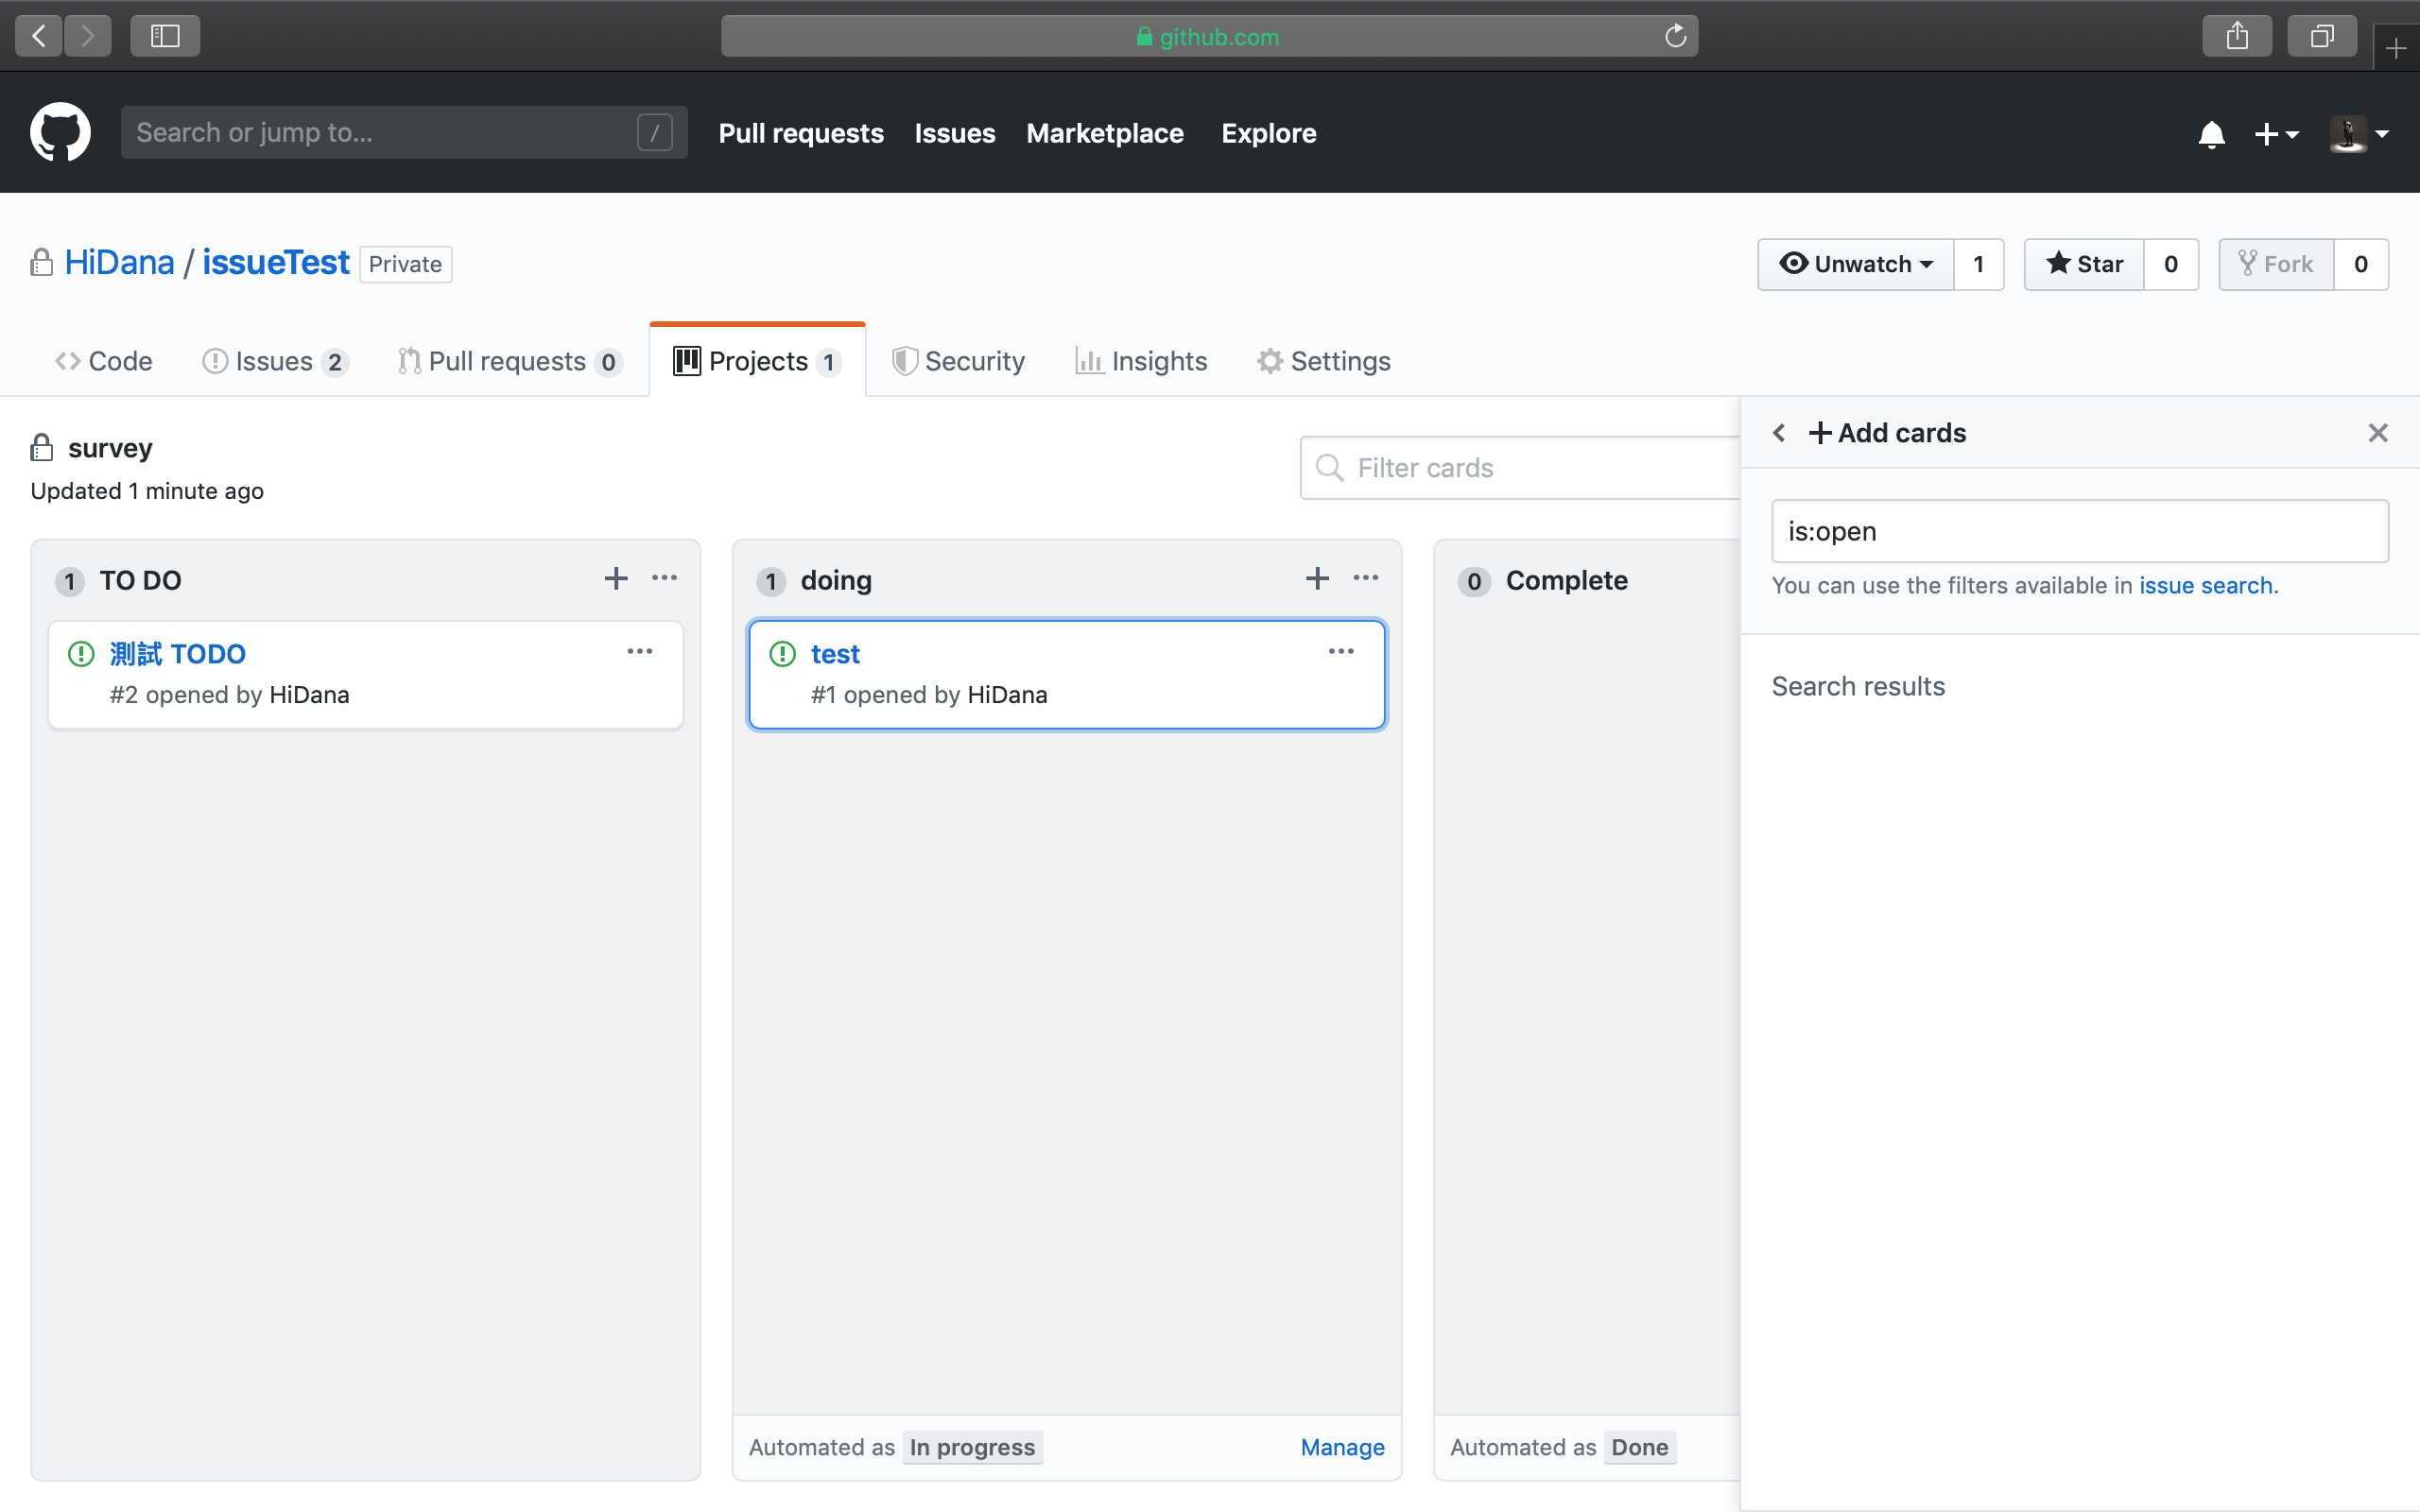 github.com
Search or jump to... /
Pull requests Issues Marketplace Explore
HiDana / issueTest Private
Unwatch 1 Star 0 Fork 0
Code Issues 2 Pull requests 0 Projects 1 Security Insights Settings
survey
Updated 1 minute ago
Filter cards
1 TO DO
測試 TODO
#2 opened by HiDana
1 doing
test
#1 opened by HiDana
Automated as In progress Manage
0 Complete
Automated as Done
Add cards
is:open
You can use the filters available in issue search.
Search results